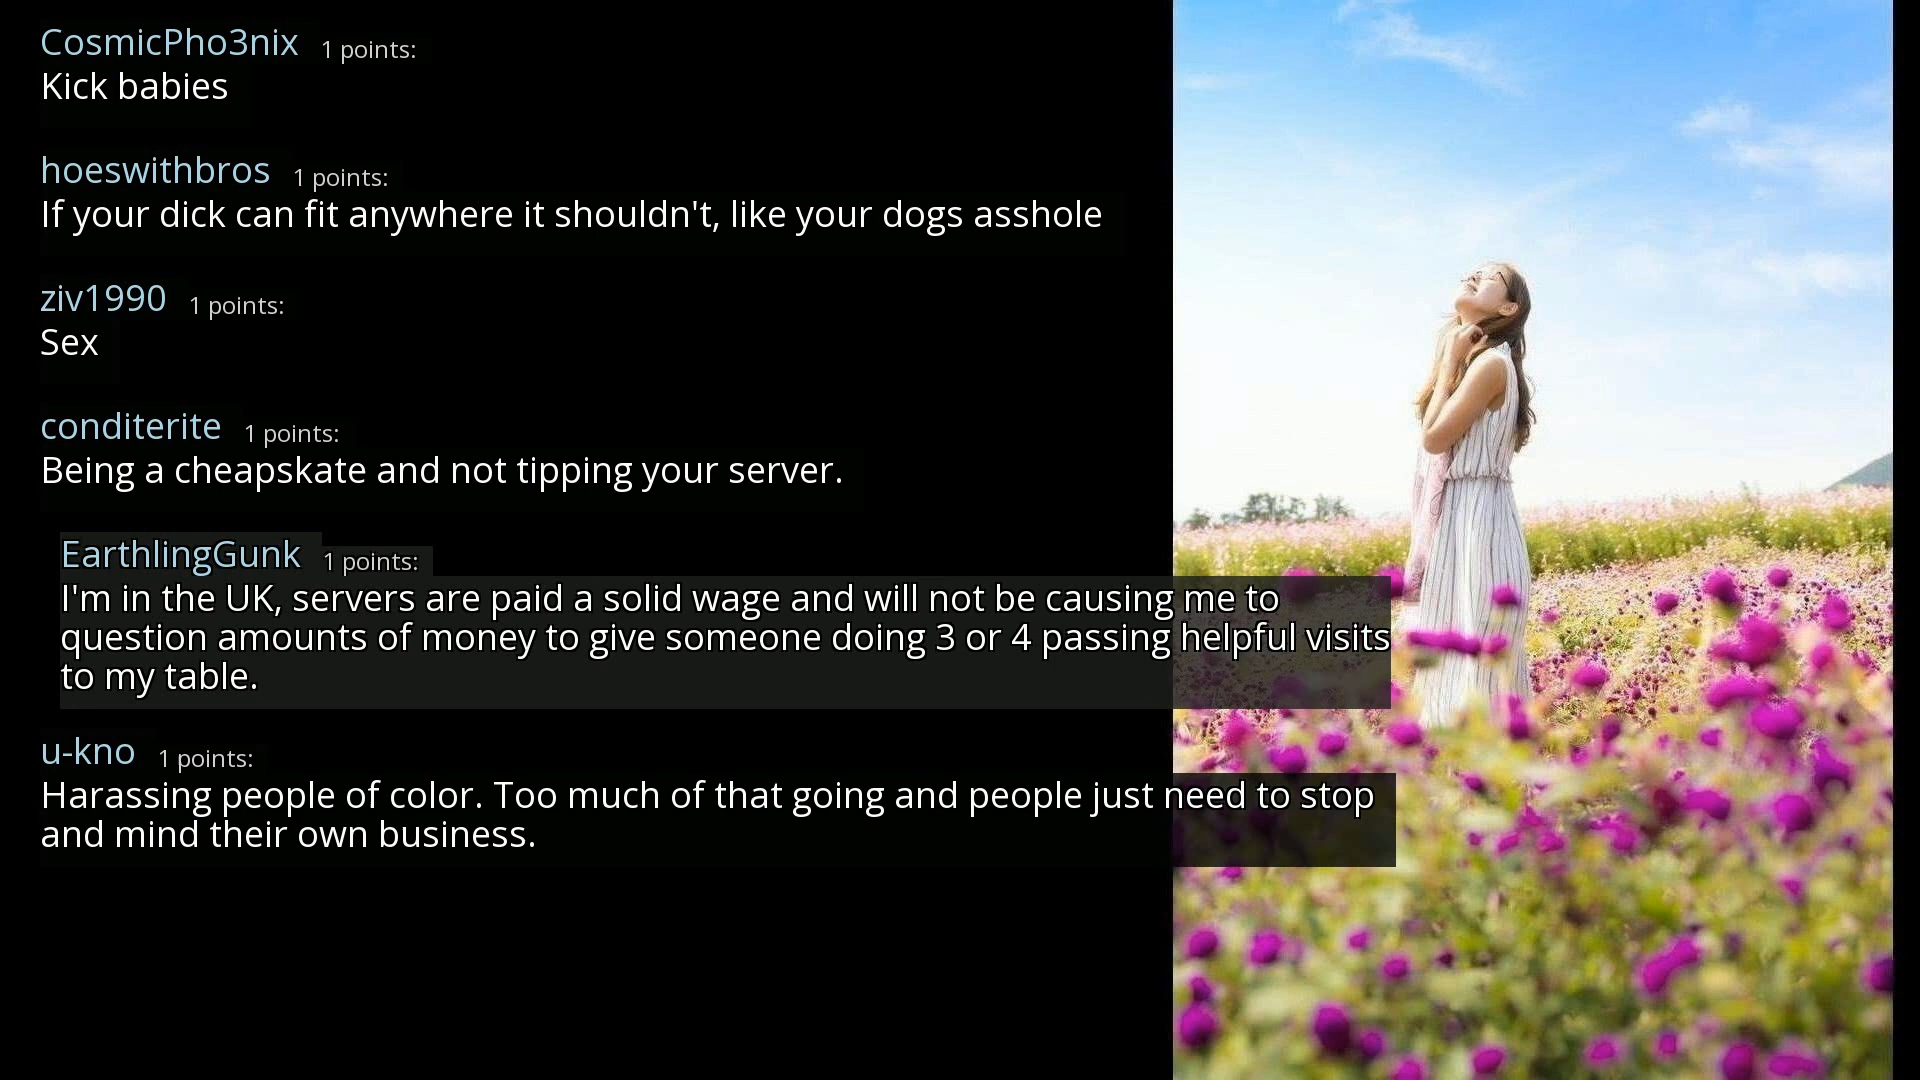 CosmicPho3nix 1 points:
Kick babies
hoeswithbros 1 points:
If your dick can fit anywhere it shouldn't, like your dogs asshole
ziv1990 1 points:
Sex
conditerite 1 points:
Being a cheapskate and not tipping your server.
EarthlingGunk 1 points:
I'm in the UK, servers are paid a solid wage and will not be causing me to
question amounts of money to give someone doing 3 or 4 passing helpful visits
to my table.
u-kno 1 points:
Harassing people of color. Too much of that going and people just need to stop
and mind their own business.